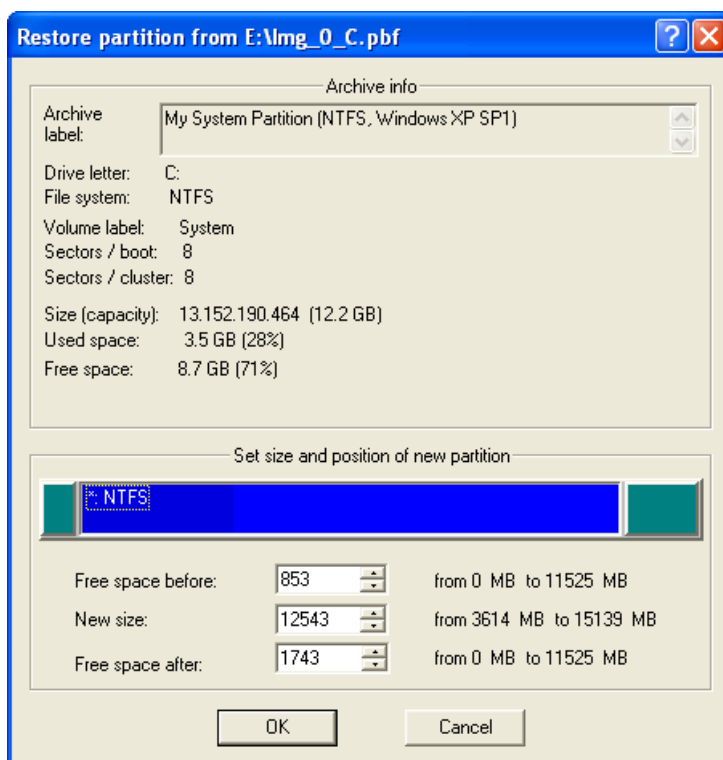 Restore partition from E:\Img_0_C.pbf
Archive info
Archive label: My System Partition (NTFS, Windows XP SP1)
Drive letter: C:
File system: NTFS
Volume label: System
Sectors / boot: 8
Sectors / cluster: 8
Size (capacity): 13.152.190.464 (12.2 GB)
Used space: 3.5 GB (28%)
Free space: 8.7 GB (71%)
Set size and position of new partition
*: NTFS
Free space before: 853 from 0 MB to 11525 MB
New size: 12543 from 3614 MB to 15139 MB
Free space after: 1743 from 0 MB to 11525 MB
OK Cancel